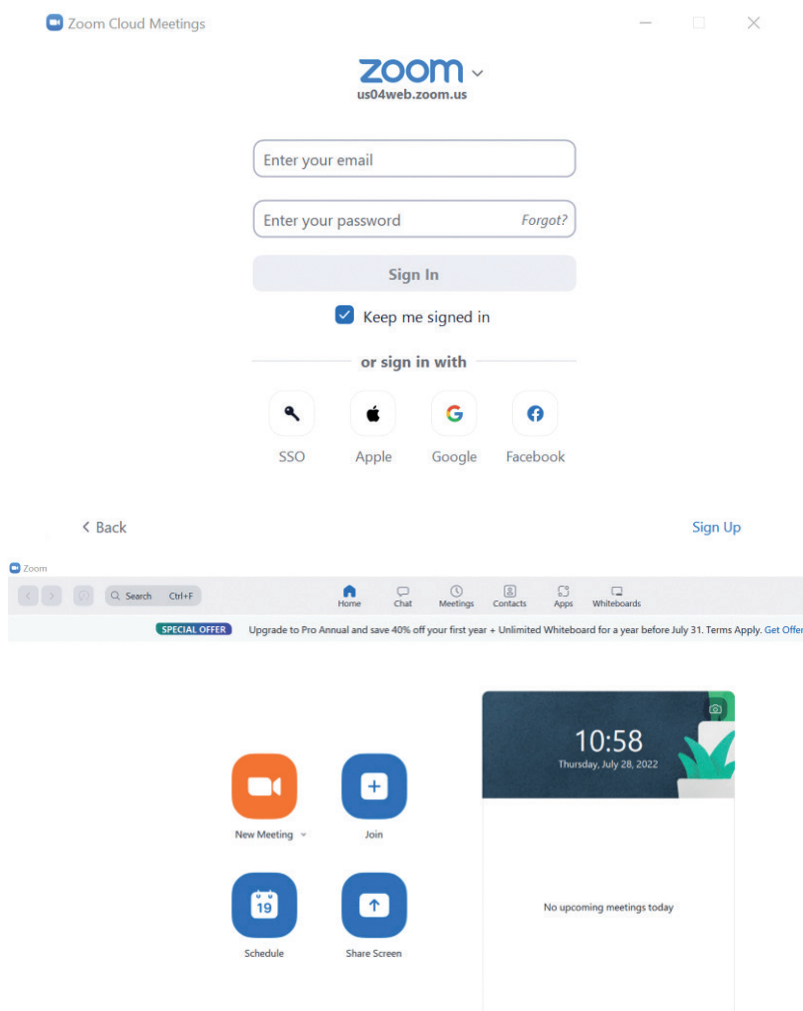 Zoom Cloud Meetings
zoom
us04web.zoom.us
Enter your email
Enter your password Forgot?
Sign In
Keep me signed in
or sign in with
SSO Apple Google Facebook
< Back Sign Up
Zoom
Search Ctrl+F
Home Chat Meetings Contacts Apps Whiteboards
SPECIAL OFFER Upgrade to Pro Annual and save 40% off your first year + Unlimited Whiteboard for a year before July 31. Terms Apply. Get Offer
10:58
Thursday, July 28, 2022
New Meeting Join
19
No upcoming meetings today
Schedule Share Screen